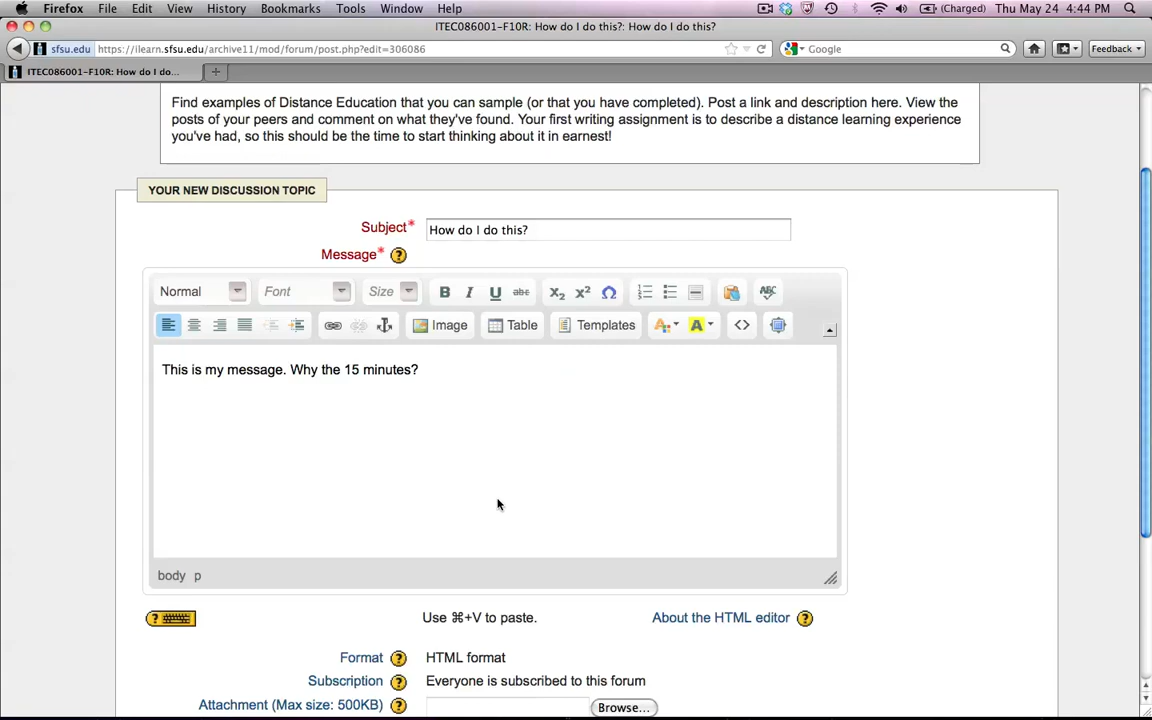 Firefox File Edit View History Bookmarks Tools Window Help (Charged) Thu May 24 4:44 PM
ITEC086001-F10R: How do I do this?: How do I do this?
sfsu.edu https://ilearn.sfsu.edu/archive11/mod/forum/post.php?edit=306086 Google Feedback
ITEC086001-F10R: How do I do...
Find examples of Distance Education that you can sample (or that you have completed). Post a link and description here. View the
posts of your peers and comment on what they've found. Your first writing assignment is to describe a distance learning experience
you've had, so this should be the time to start thinking about it in earnest!
YOUR NEW DISCUSSION TOPIC
Subject* How do I do this?
Message* ?
Normal Font Size B I U abc X₂ X² Ω ABC
Image Table Templates A A <>
This is my message. Why the 15 minutes?
body p
? Use ⌘+V to paste. About the HTML editor ?
Format ? HTML format
Subscription ? Everyone is subscribed to this forum
Attachment (Max size: 500KB) ? Browse...